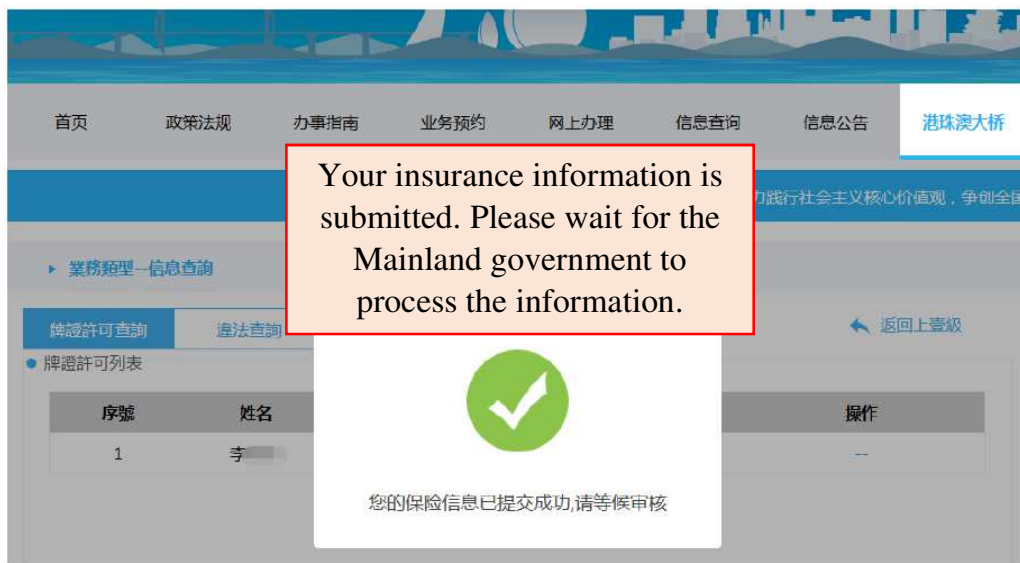 首页 政策法规 办事指南 业务预约 网上办理 信息查询 信息公告 港珠澳大桥
Your insurance information is
submitted. Please wait for the
Mainland government to
process the information.
力践行社会主义核心价值观，争创全国
業務類型--信息查詢
牌證許可查詢 違法查詢 返回上壹級
牌證許可列表
序號 姓名 操作
1 李 --
您的保险信息已提交成功,请等候审核